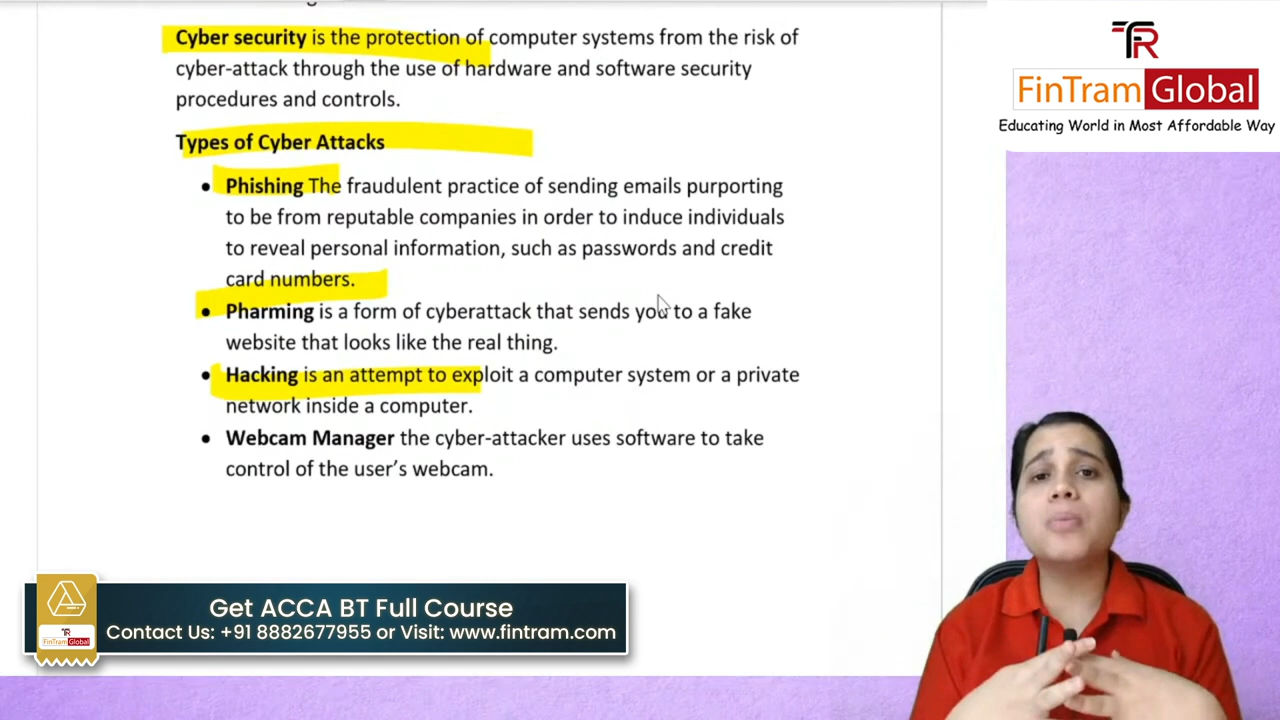 Cyber security is the protection of computer systems from the risk of
cyber-attack through the use of hardware and software security
procedures and controls.
Types of Cyber Attacks
• Phishing The fraudulent practice of sending emails purporting
to be from reputable companies in order to induce individuals
to reveal personal information, such as passwords and credit
card numbers.
• Pharming is a form of cyberattack that sends you to a fake
website that looks like the real thing.
• Hacking is an attempt to exploit a computer system or a private
network inside a computer.
• Webcam Manager the cyber-attacker uses software to take
control of the user's webcam.
FR
FinTram Global
Educating World in Most Affordable Way
FR
FinTram Global
Get ACCA BT Full Course
Contact Us: +91 8882677955 or Visit: www.fintram.com